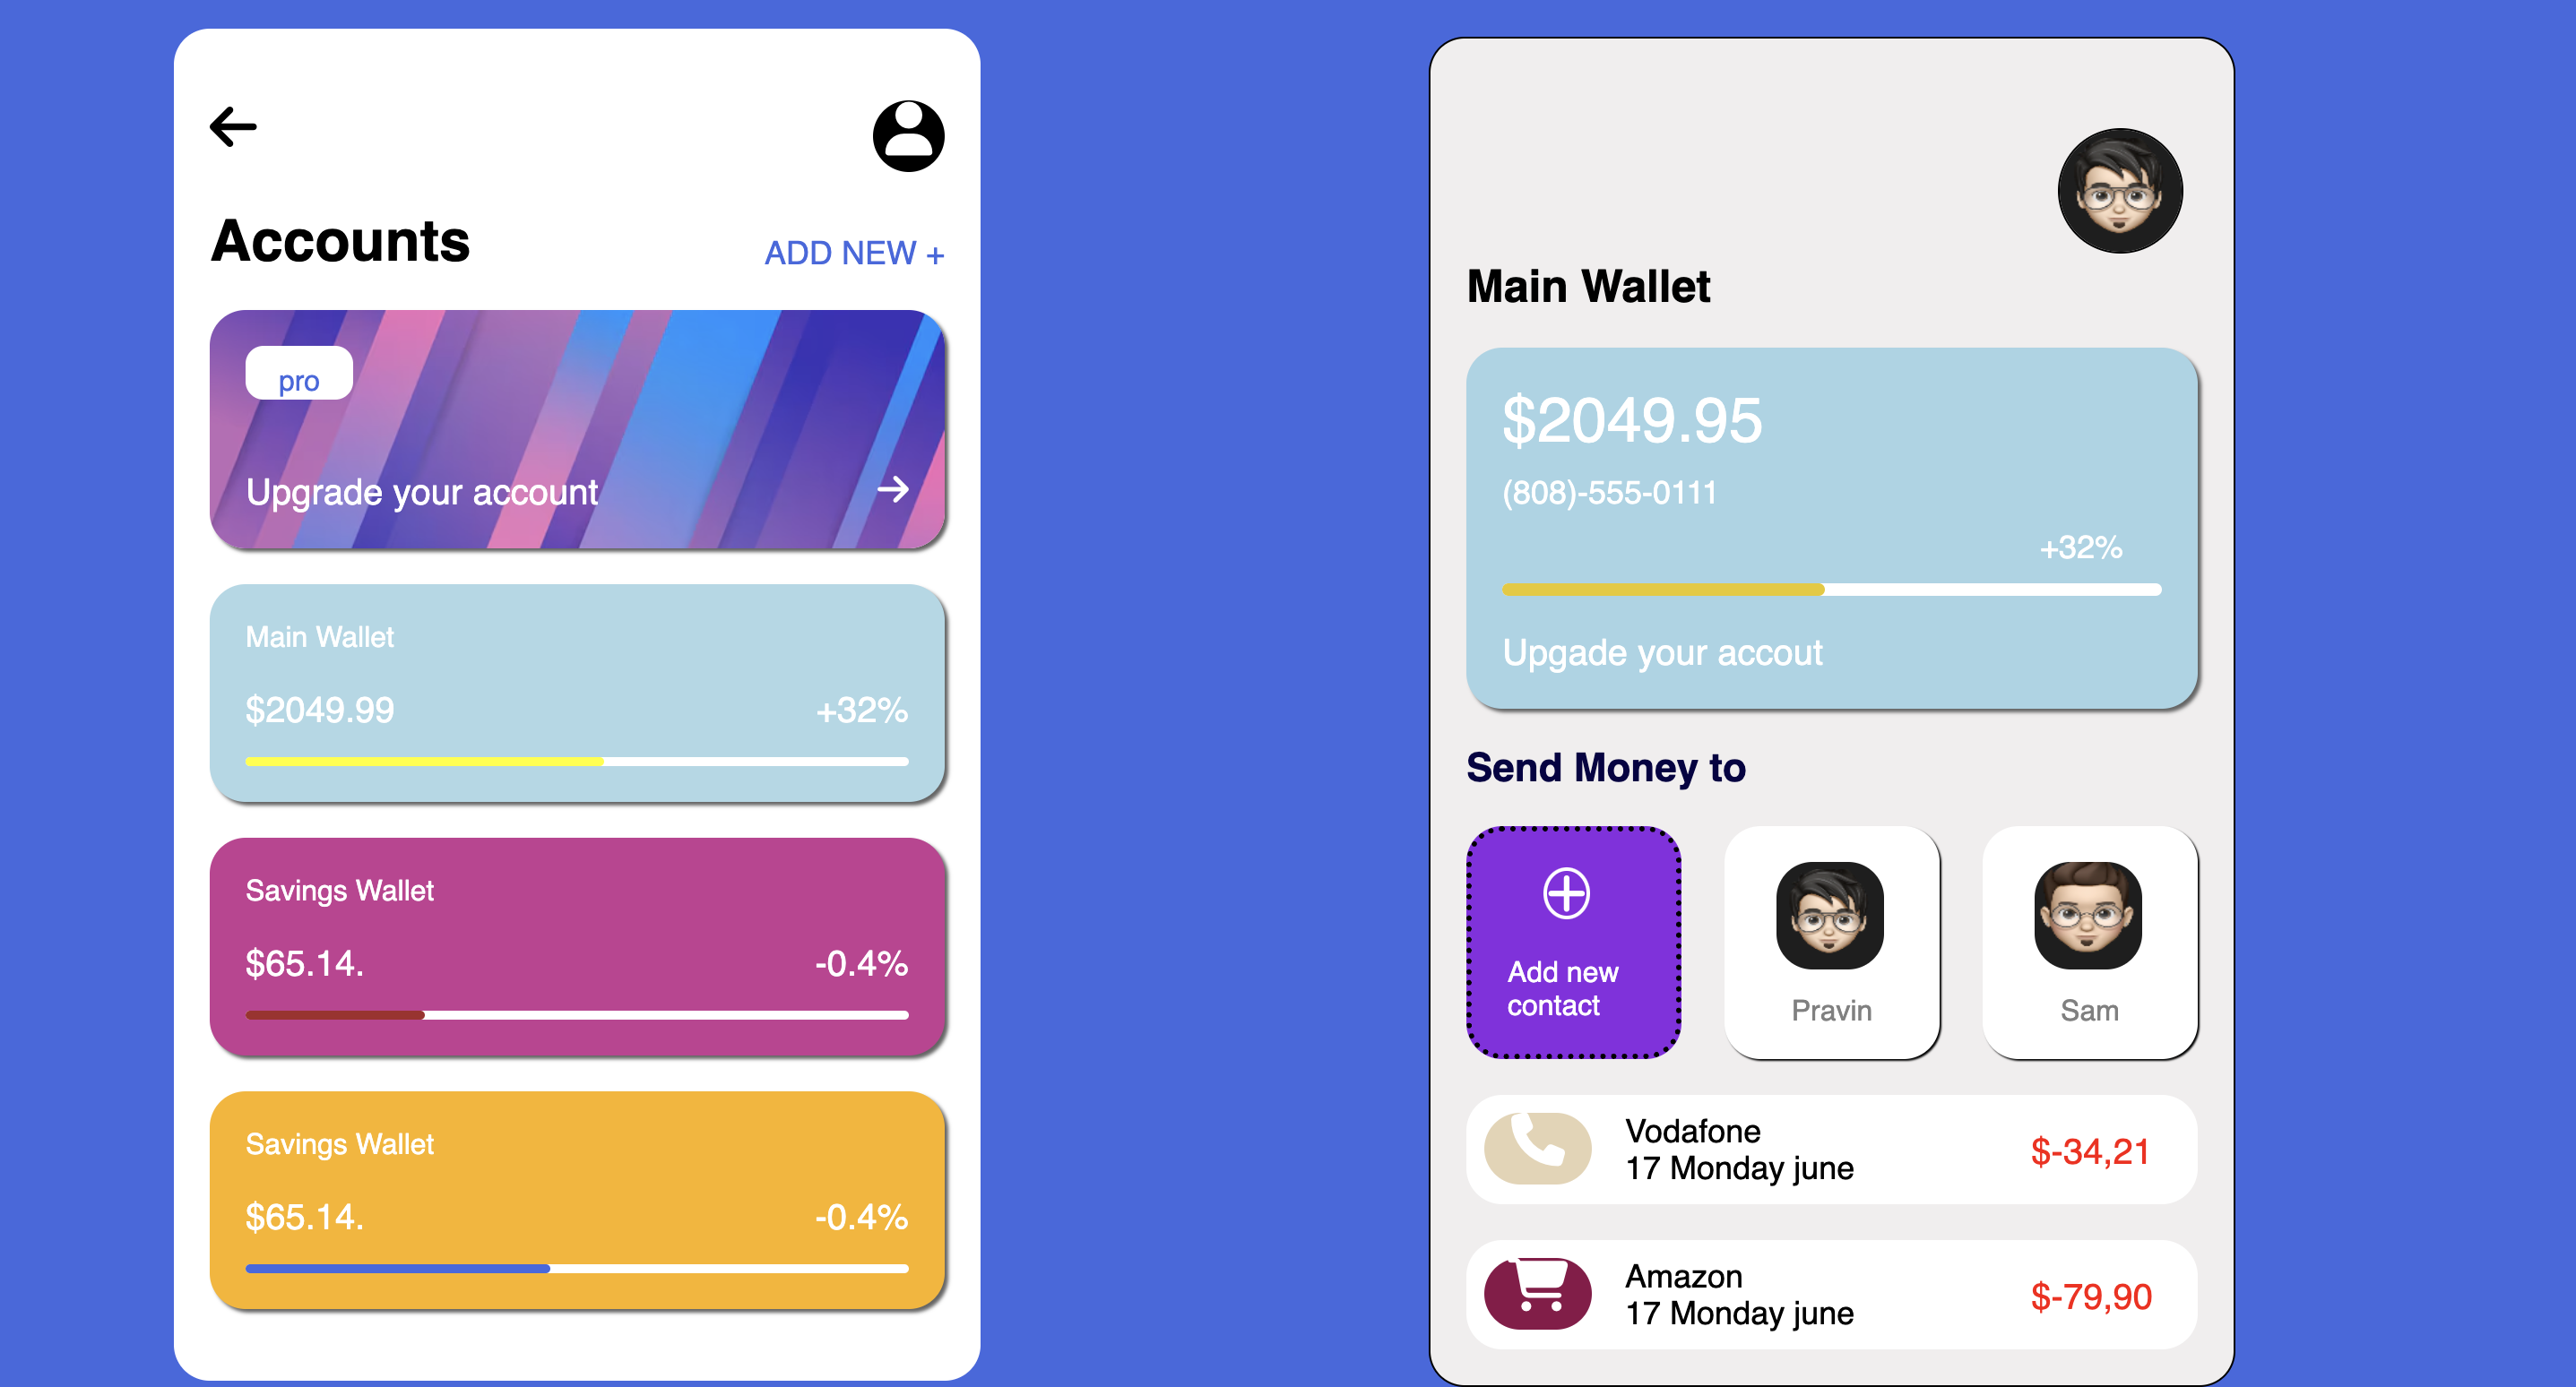 Accounts
ADD NEW +
pro
Upgrade your account
Main Wallet
$2049.99
+32%
Savings Wallet
$65.14.
-0.4%
Savings Wallet
$65.14.
-0.4%
Main Wallet
$2049.95
(808)-555-0111
+32%
Upgade your accout
Send Money to
Add new
contact
Pravin
Sam
Vodafone
17 Monday june
$-34,21
Amazon
17 Monday june
$-79,90